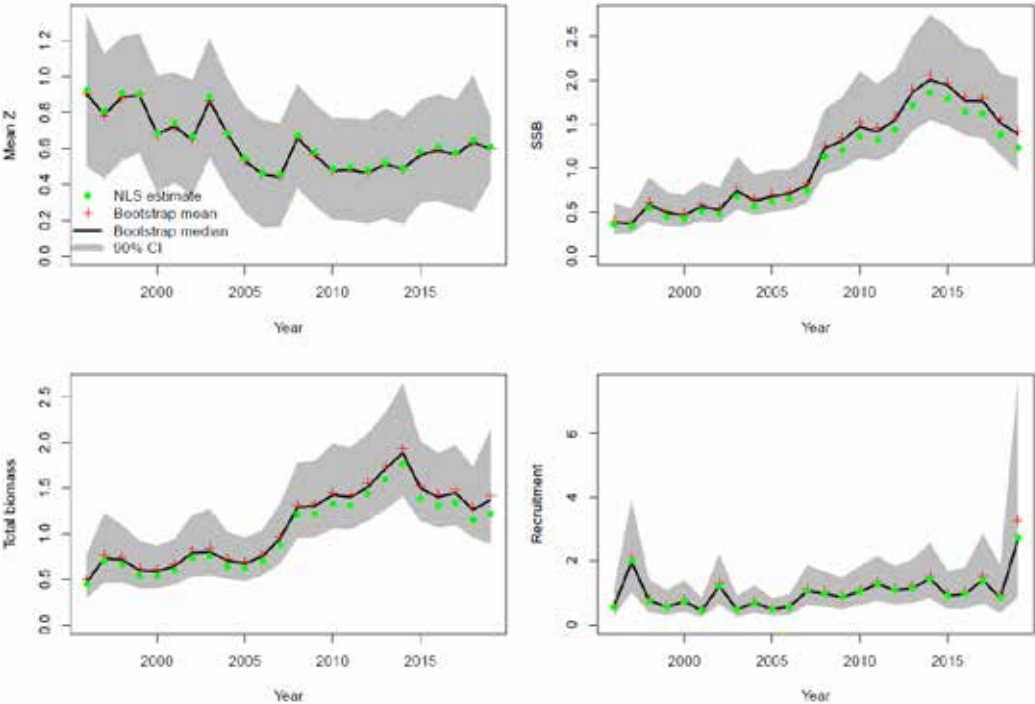 Mean Z
0.0 0.2 0.4 0.6 0.8 1.0 1.2
NLS estimate
Bootstrap mean
Bootstrap median
90% CI
2000 2005 2010 2015
Year
SSB
0.0 0.5 1.0 1.5 2.0 2.5
2000 2005 2010 2015
Year
Total biomass
0.0 0.5 1.0 1.5 2.0 2.5
2000 2005 2010 2015
Year
Recruitment
0 2 4 6
2000 2005 2010 2015
Year